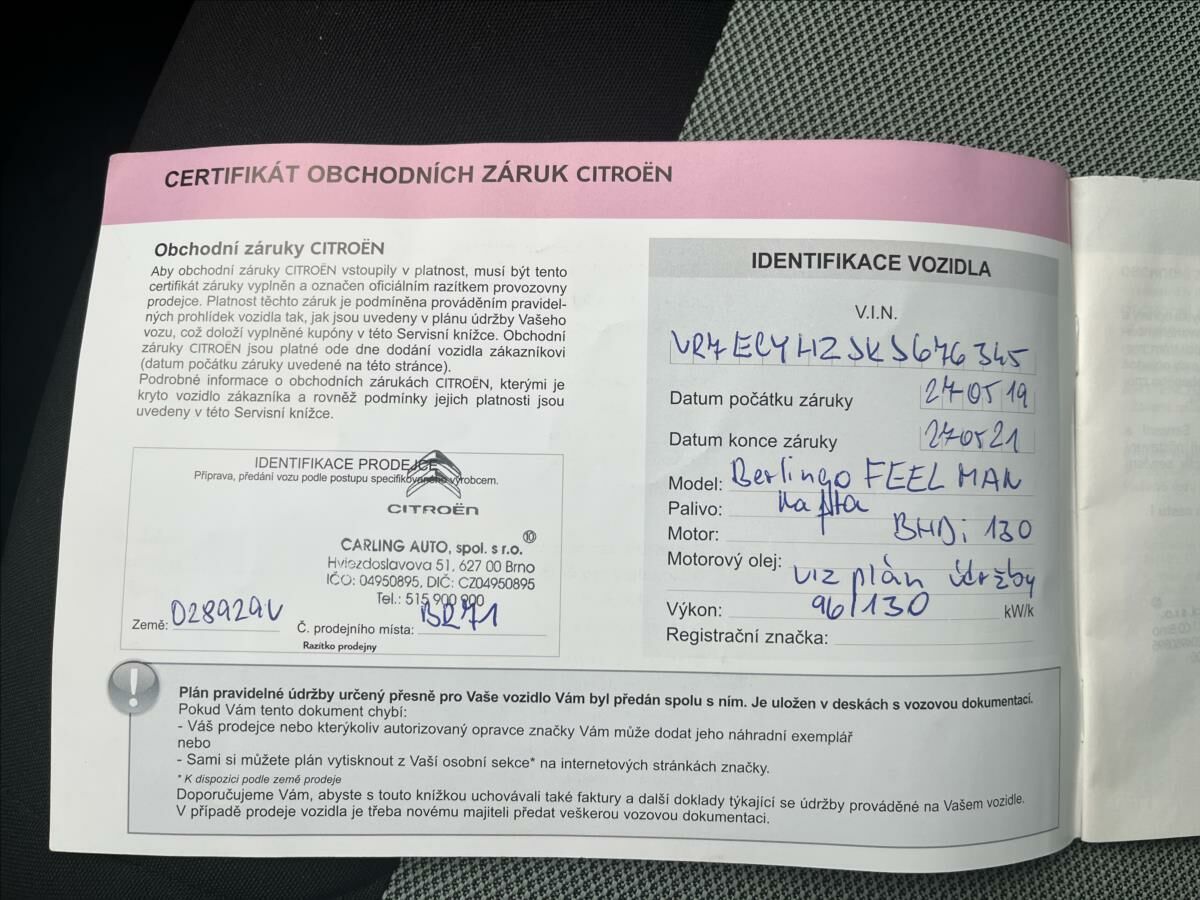 CERTIFIKÁT OBCHODNÍCH ZÁRUK CITROËN
Obchodní záruky CITROËN
Aby obchodní záruky CITROËN vstoupily v platnost, musí být tento
certifikát záruky vyplněn a označen oficiálním razítkem provozovny
prodejce. Platnost těchto záruk je podmíněna prováděním pravidel-
ných prohlídek vozidla tak, jak jsou uvedeny v plánu údržby Vašeho
vozu, což doloží vyplněné kupóny v této Servisní knížce. Obchodní
záruky CITROËN jsou platné ode dne dodání vozidla zákazníkovi
(datum počátku záruky uvedené na této stránce).
Podrobné informace o obchodních zárukách CITROËN, kterými je
kryto vozidlo zákazníka a rovněž podmínky jejich platnosti jsou
uvedeny v této Servisní knížce.
IDENTIFIKACE PRODEJCE
Příprava, předání vozu podle postupu specifikovaného výrobcem.
CITROËN
CARLING AUTO, spol. s r.o. 10
Hviezdoslavova 51, 627 00 Brno
IČO: 04950895, DIČ: CZ04950895
Tel.: 515 900 900
Země: 028929V Č. prodejního místa: BR71
Razítko prodejny
IDENTIFIKACE VOZIDLA
V.I.N.
VR7ECYHZSKS676345
Datum počátku záruky 270519
Datum konce záruky 270521
Model: Berlingo FEEL MAN
Palivo: nafta
Motor: BHDi 130
Motorový olej: viz plán údržby
Výkon: 96/130 kW/k
Registrační značka:
! Plán pravidelné údržby určený přesně pro Vaše vozidlo Vám byl předán spolu s ním. Je uložen v deskách s vozovou dokumentací.
Pokud Vám tento dokument chybí:
- Váš prodejce nebo kterýkoliv autorizovaný opravce značky Vám může dodat jeho náhradní exemplář
nebo
- Sami si můžete plán vytisknout z Vaší osobní sekce* na internetových stránkách značky.
* K dispozici podle země prodeje
Doporučujeme Vám, abyste s touto knížkou uchovávali také faktury a další doklady týkající se údržby prováděné na Vašem vozidle.
V případě prodeje vozidla je třeba novému majiteli předat veškerou vozovou dokumentaci.